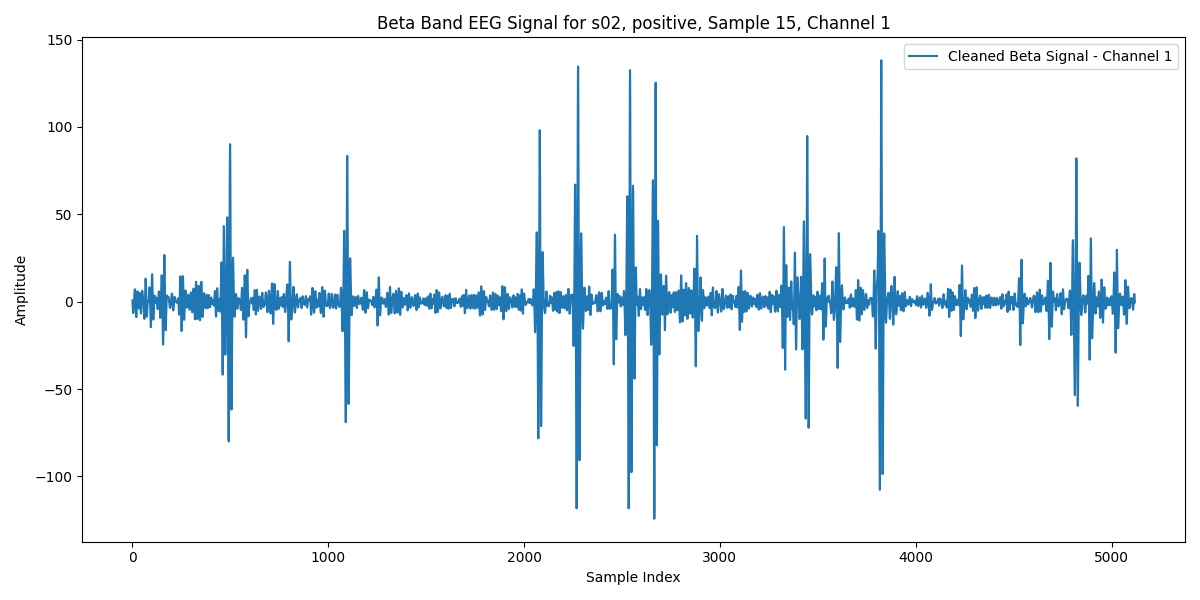 Beta Band EEG Signal for s02, positive, Sample 15, Channel 1
Cleaned Beta Signal - Channel 1
Amplitude
150
100
50
0
−50
−100
0 1000 2000 3000 4000 5000
Sample Index